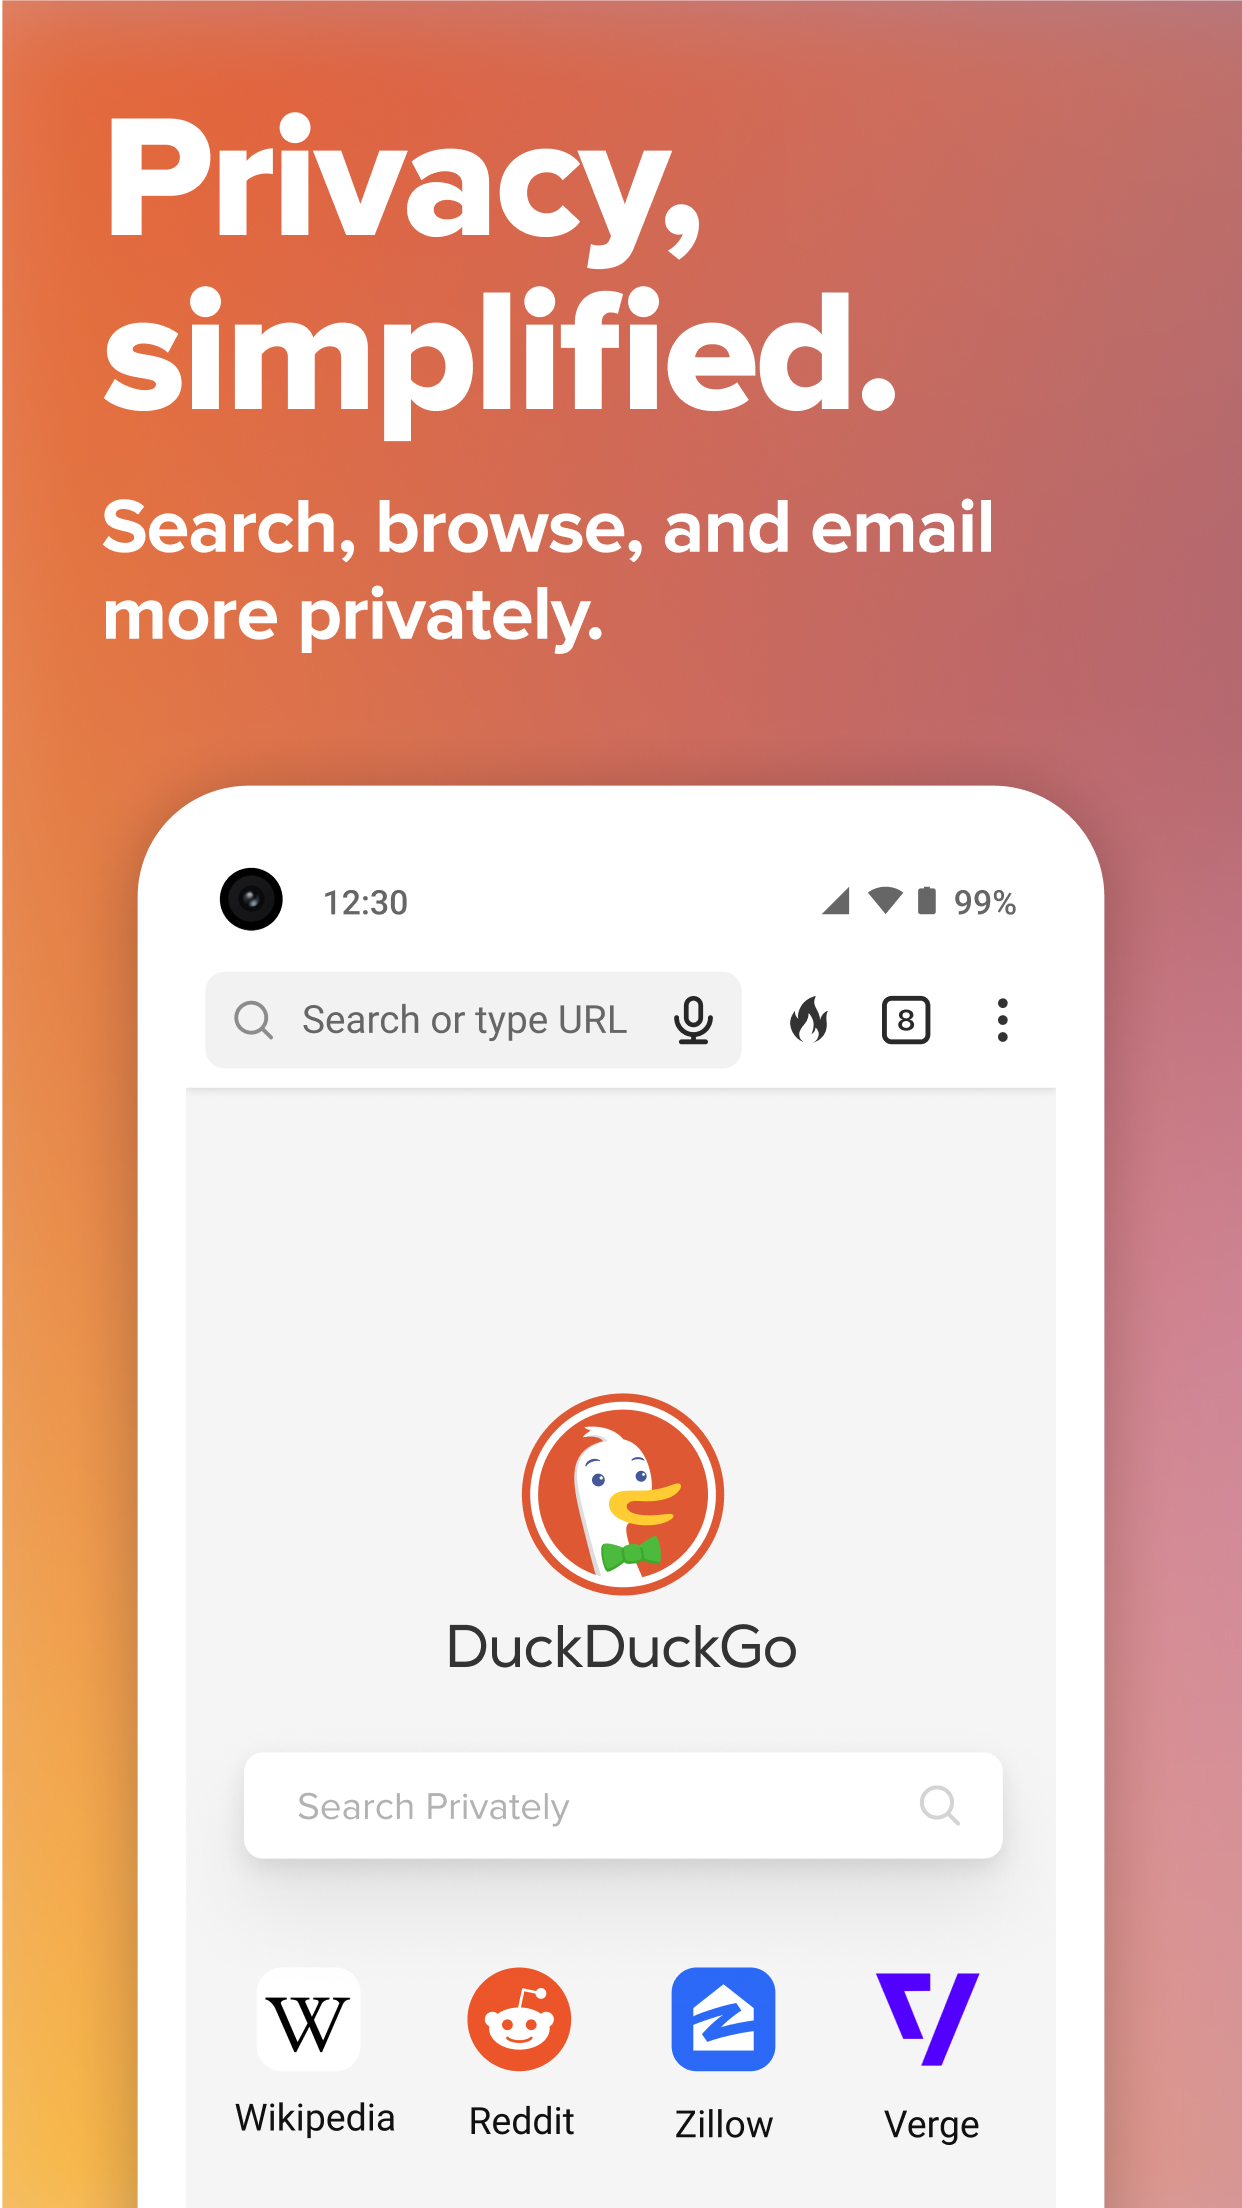 Privacy,
simplified.
Search, browse, and email
more privately.
12:30 99%
Search or type URL 8
DuckDuckGo
Search Privately
W
Wikipedia Reddit Zillow Verge